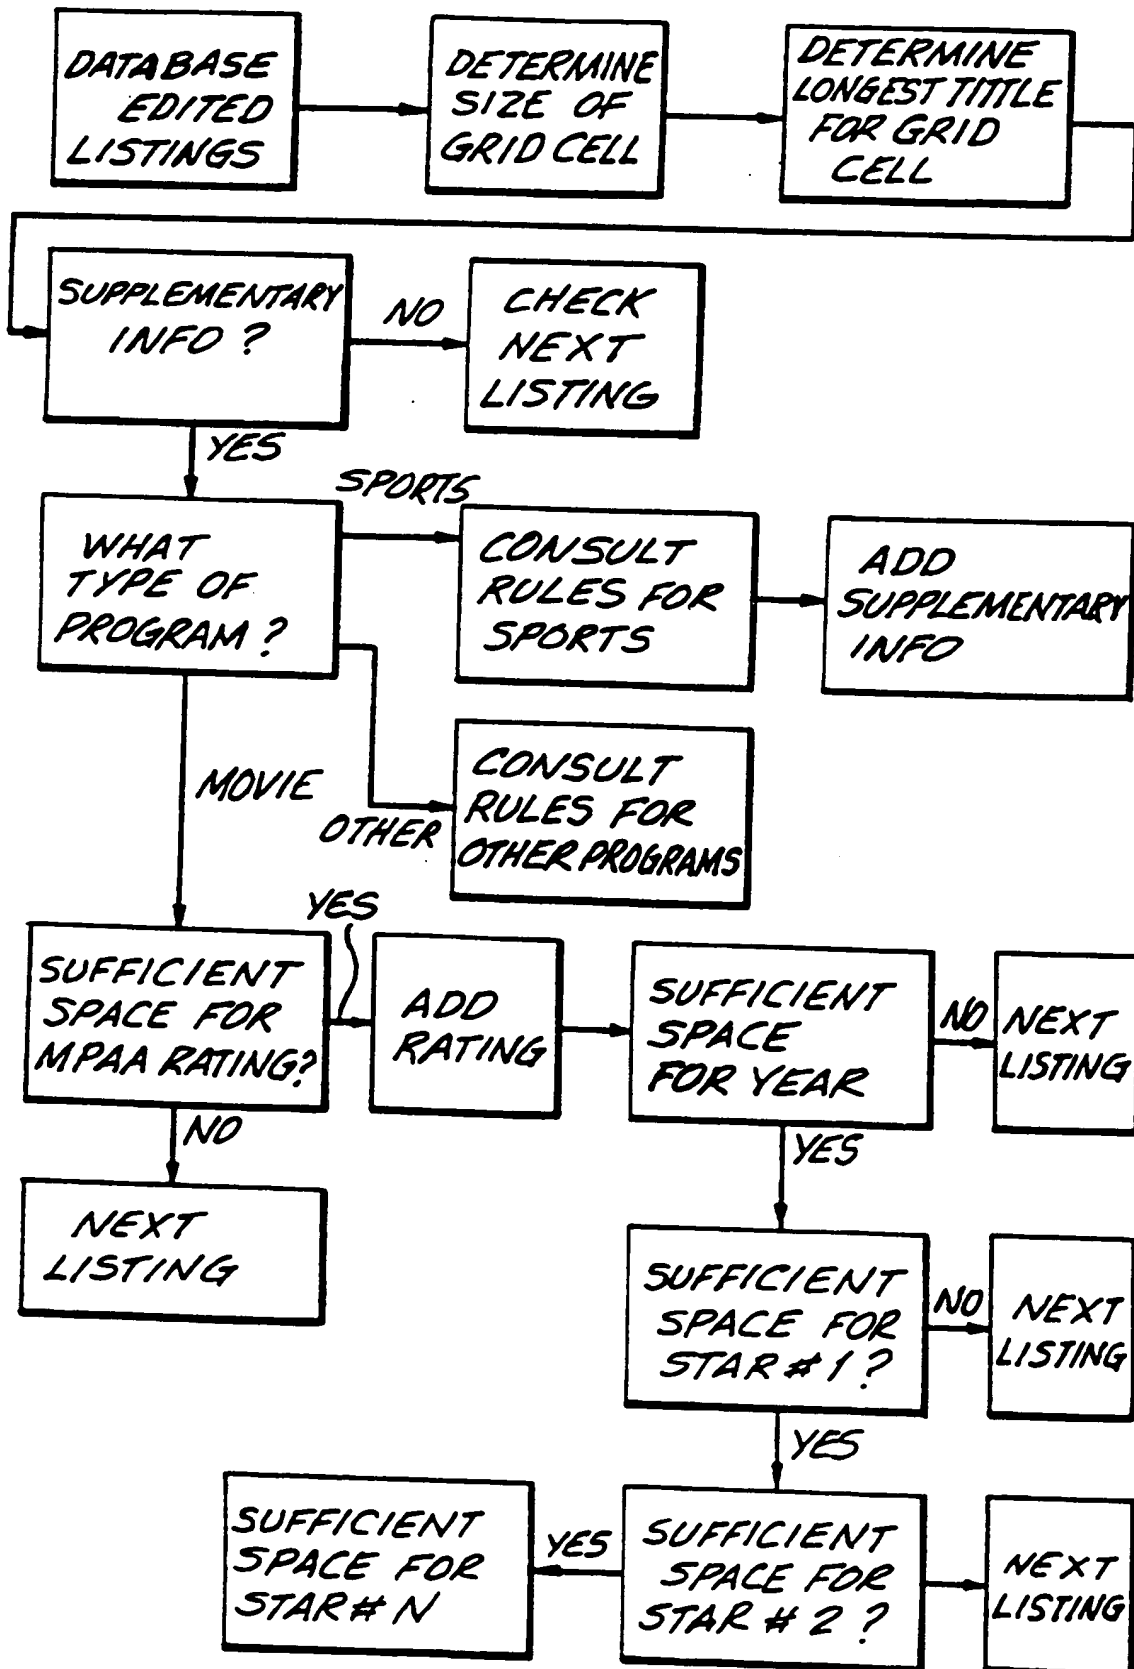 DATABASE
EDITED
LISTINGS
DETERMINE
SIZE OF
GRID CELL
DETERMINE
LONGEST TITTLE
FOR GRID
CELL
SUPPLEMENTARY
INFO ?
NO
CHECK
NEXT
LISTING
YES
SPORTS
WHAT
TYPE OF
PROGRAM ?
CONSULT
RULES FOR
SPORTS
ADD
SUPPLEMENTARY
INFO
MOVIE
OTHER
CONSULT
RULES FOR
OTHER PROGRAMS
YES
SUFFICIENT
SPACE FOR
MPAA RATING?
ADD
RATING
SUFFICIENT
SPACE
FOR YEAR
NO
NEXT
LISTING
NO
YES
NEXT
LISTING
SUFFICIENT
SPACE FOR
STAR # 1 ?
NO
NEXT
LISTING
YES
SUFFICIENT
SPACE FOR
STAR # N
YES
SUFFICIENT
SPACE FOR
STAR # 2 ?
NEXT
LISTING